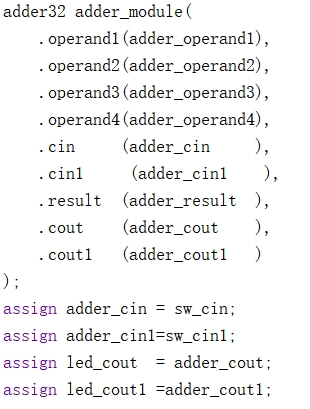 adder32 adder_module(
    .operand1(adder_operand1),
    .operand2(adder_operand2),
    .operand3(adder_operand3),
    .operand4(adder_operand4),
    .cin     (adder_cin     ),
    .cin1     (adder_cin1    ),
    .result  (adder_result  ),
    .cout    (adder_cout    ),
    .cout1   (adder_cout1   )
);
assign adder_cin = sw_cin;
assign adder_cin1=sw_cin1;
assign led_cout  = adder_cout;
assign led_cout1 =adder_cout1;